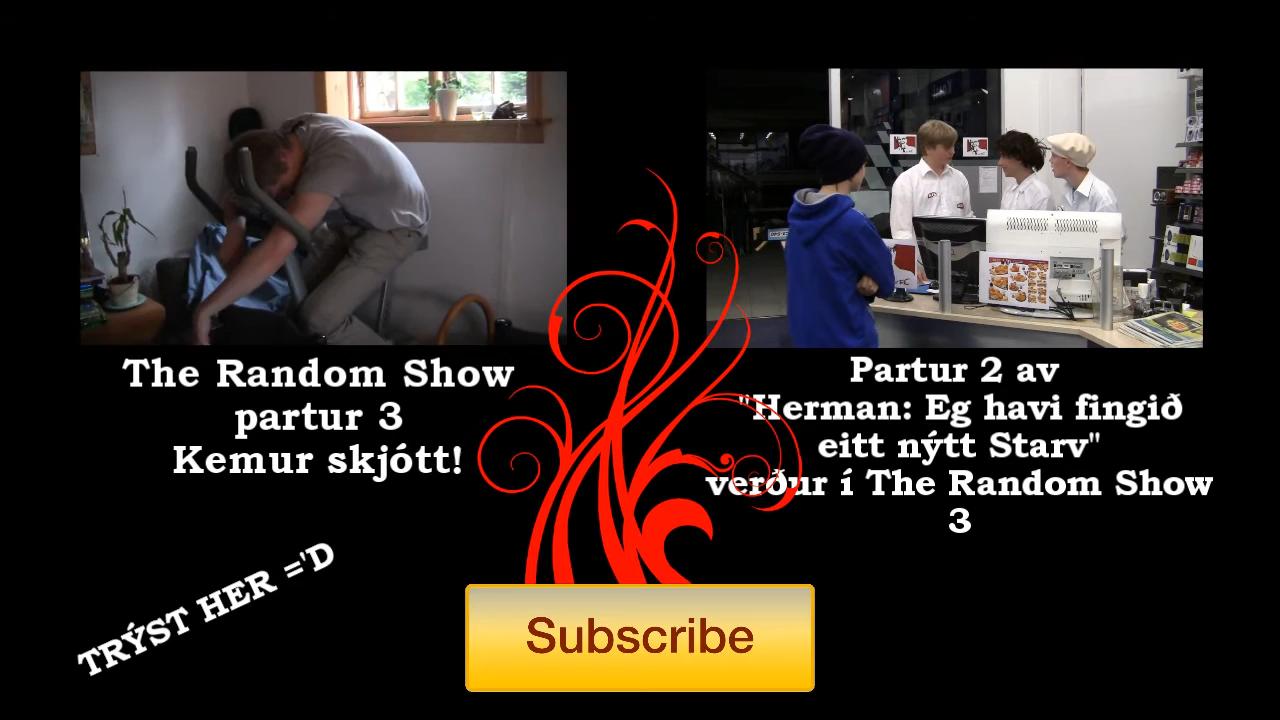 The Random Show
partur 3
Kemur skjótt!
Partur 2 av
"Herman: Eg havi fingið
eitt nýtt Starv"
verður í The Random Show
3
TRÝST HER ='D
Subscribe